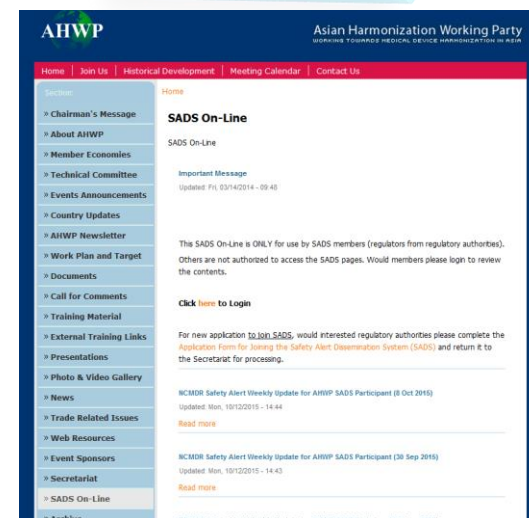 AHWP
Asian Harmonization Working Party
WORKING TOWARDS MEDICAL DEVICE HARMONIZATION IN ASIA
Home | Join Us | Historical Development | Meeting Calendar | Contact Us
Section:
» Chairman's Message
» About AHWP
» Member Economies
» Technical Committee
» Events Announcements
» Country Updates
» AHWP Newsletter
» Work Plan and Target
» Documents
» Call for Comments
» Training Material
» External Training Links
» Presentations
» Photo & Video Gallery
» News
» Trade Related Issues
» Web Resources
» Event Sponsors
» Secretariat
» SADS On-Line
» Archive
Home
SADS On-Line
SADS On-Line
Important Message
Updated: Fri, 03/14/2014 - 09:48
This SADS On-Line is ONLY for use by SADS members (regulators from regulatory authorities).
Others are not authorized to access the SADS pages. Would members please login to review
the contents.
Click here to Login
For new application to join SADS, would interested regulatory authorities please complete the
Application Form for Joining the Safety Alert Dissemination System (SADS) and return it to
the Secretariat for processing.
NCMDR Safety Alert Weekly Update for AHWP SADS Participant (8 Oct 2015)
Updated: Mon, 10/12/2015 - 14:44
Read more
NCMDR Safety Alert Weekly Update for AHWP SADS Participant (30 Sep 2015)
Updated: Mon, 10/12/2015 - 14:43
Read more